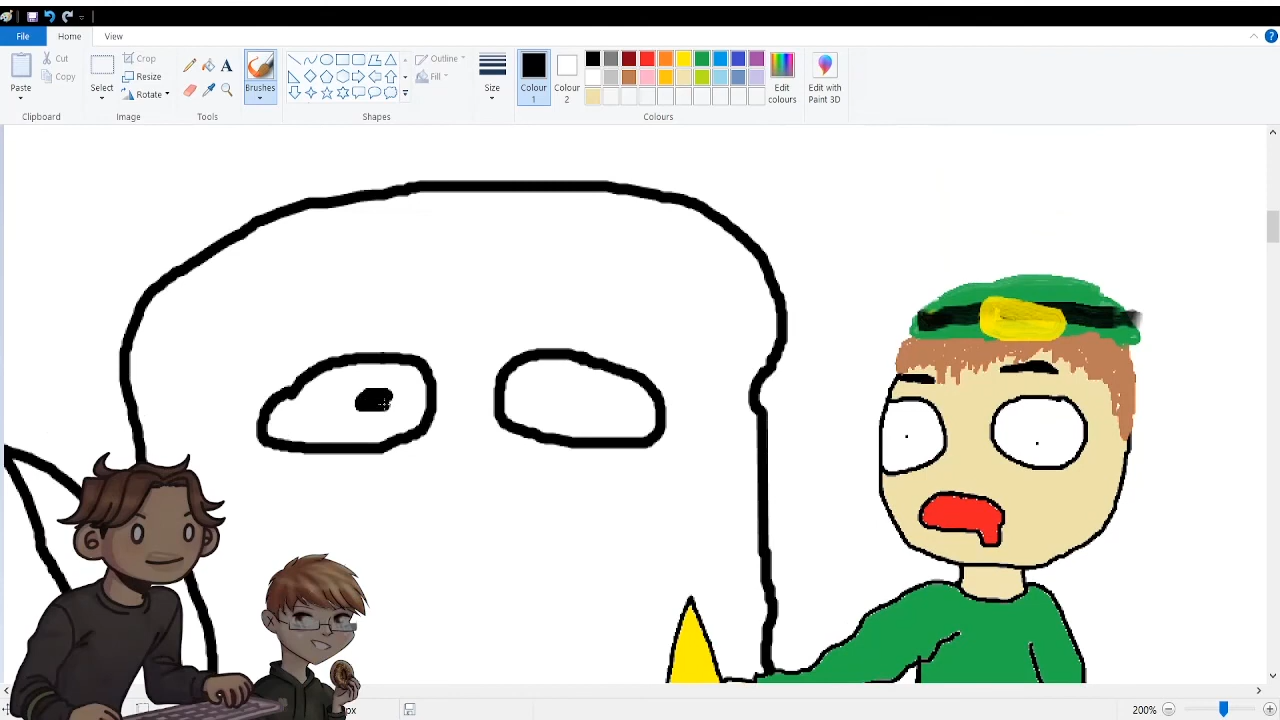 File Home View
Cut
Copy
Paste
Clipboard
Crop
Resize
Rotate
Select
Image
A
Tools
Brushes
Outline
Fill
Shapes
Size
Colour 1
Colour 2
Edit colours
Edit with Paint 3D
Colours
px
200%